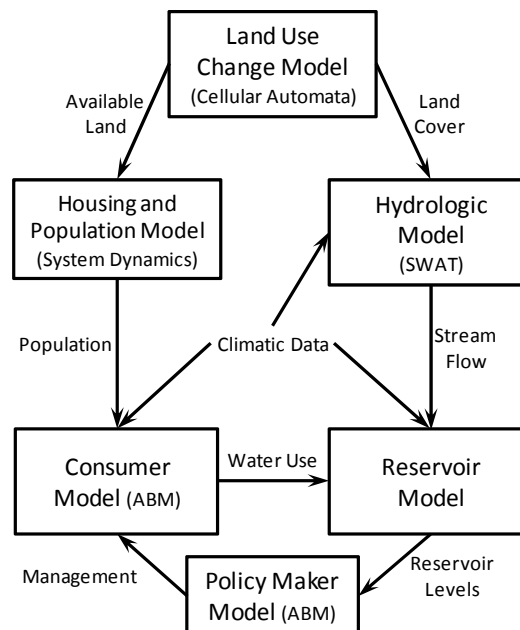 Land Use
Change Model
(Cellular Automata)
Available
Land
Land
Cover
Housing and
Population Model
(System Dynamics)
Hydrologic
Model
(SWAT)
Population
Climatic Data
Stream
Flow
Consumer
Model (ABM)
Water Use
Reservoir
Model
Management
Policy Maker
Model (ABM)
Reservoir
Levels